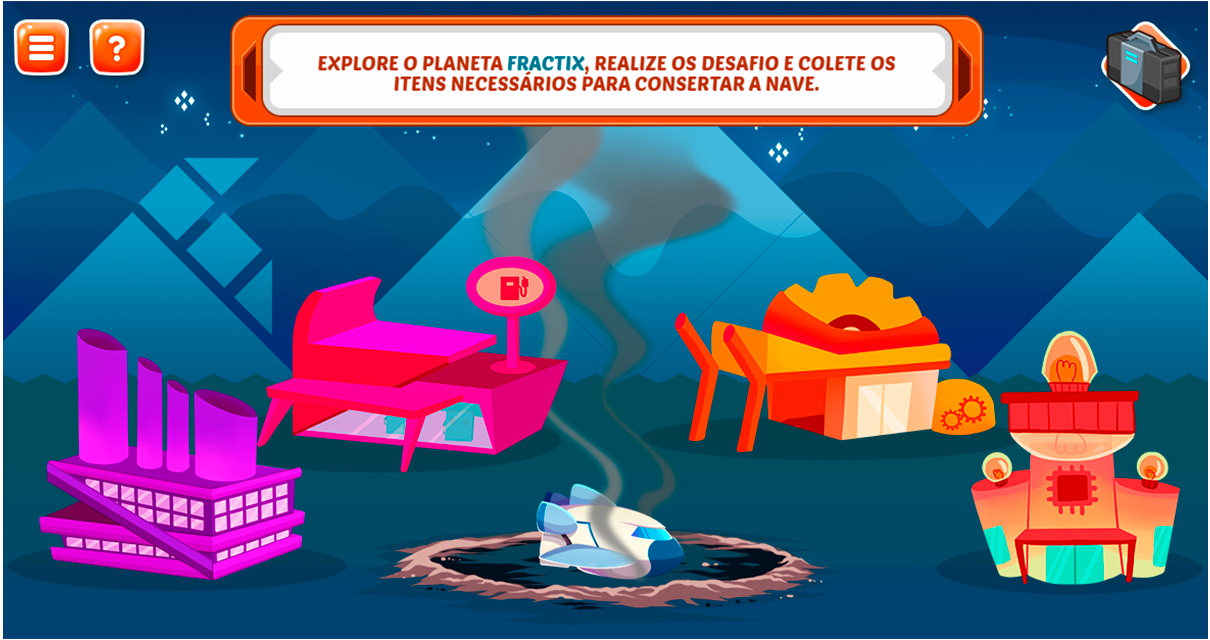 ?
EXPLORE O PLANETA FRACTIX, REALIZE OS DESAFIO E COLETE OS
ITENS NECESSÁRIOS PARA CONSERTAR A NAVE.